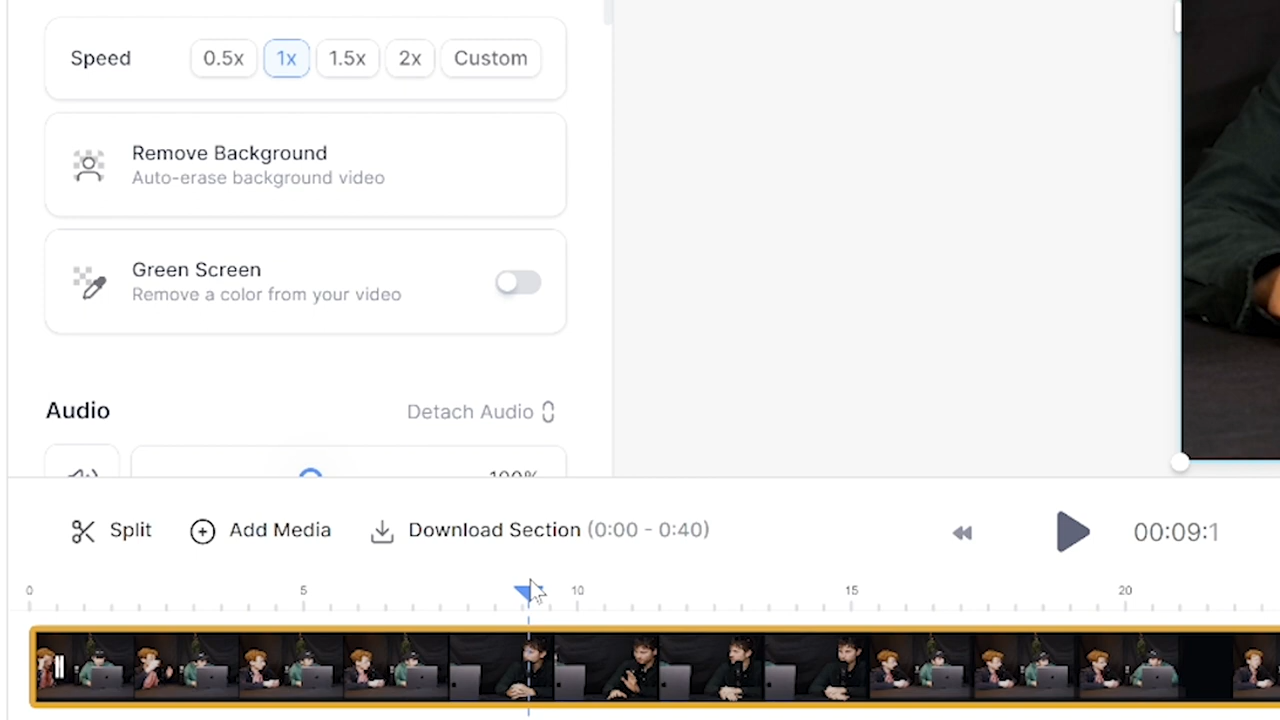 Speed 0.5x 1x 1.5x 2x Custom
Remove Background
Auto-erase background video
Green Screen
Remove a color from your video
Audio Detach Audio
100%
Split Add Media Download Section (0:00 - 0:40) 00:09:1
0 5 10 15 20